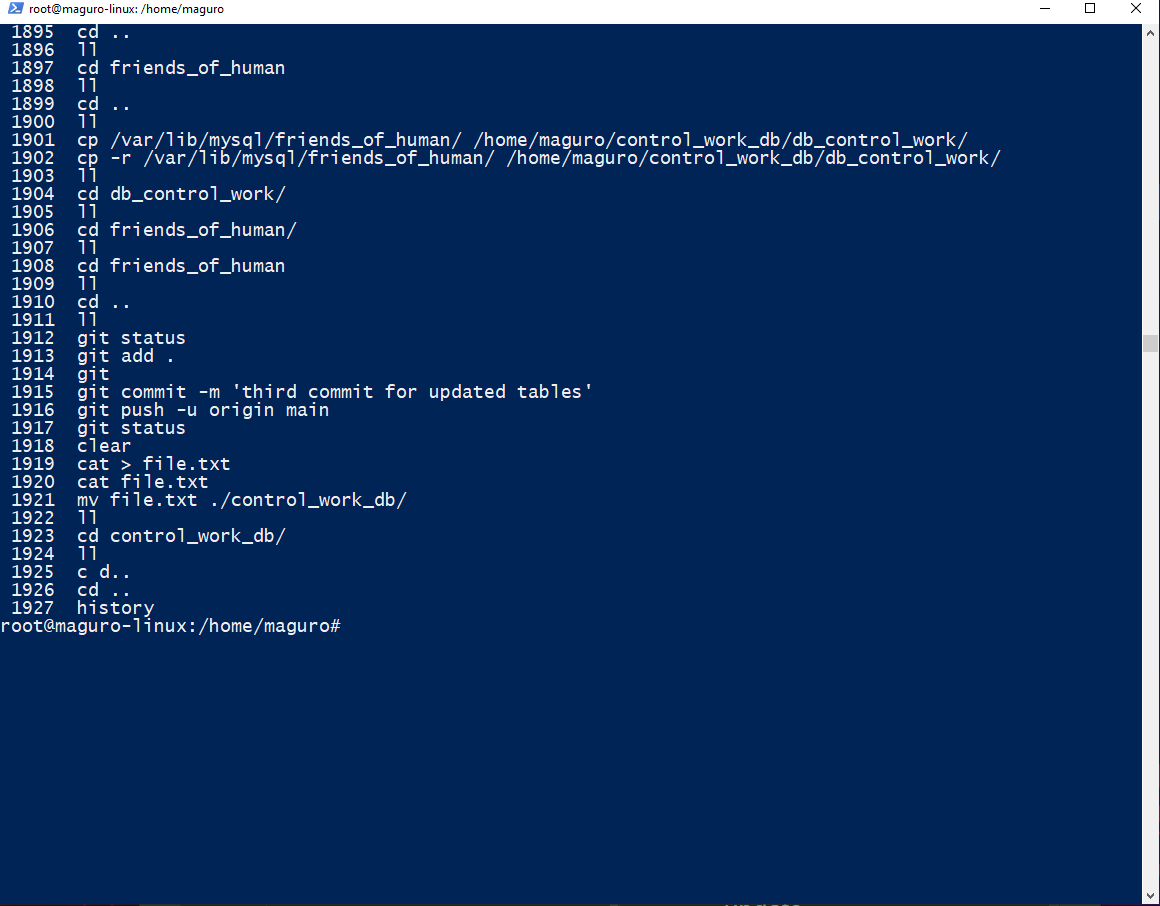 root@maguro-linux: /home/maguro
1895 cd ..
1896 ll
1897 cd friends_of_human
1898 ll
1899 cd ..
1900 ll
1901 cp /var/lib/mysql/friends_of_human/ /home/maguro/control_work_db/db_control_work/
1902 cp -r /var/lib/mysql/friends_of_human/ /home/maguro/control_work_db/db_control_work/
1903 ll
1904 cd db_control_work/
1905 ll
1906 cd friends_of_human/
1907 ll
1908 cd friends_of_human
1909 ll
1910 cd ..
1911 ll
1912 git status
1913 git add .
1914 git
1915 git commit -m 'third commit for updated tables'
1916 git push -u origin main
1917 git status
1918 clear
1919 cat > file.txt
1920 cat file.txt
1921 mv file.txt ./control_work_db/
1922 ll
1923 cd control_work_db/
1924 ll
1925 c d..
1926 cd ..
1927 history
root@maguro-linux:/home/maguro#